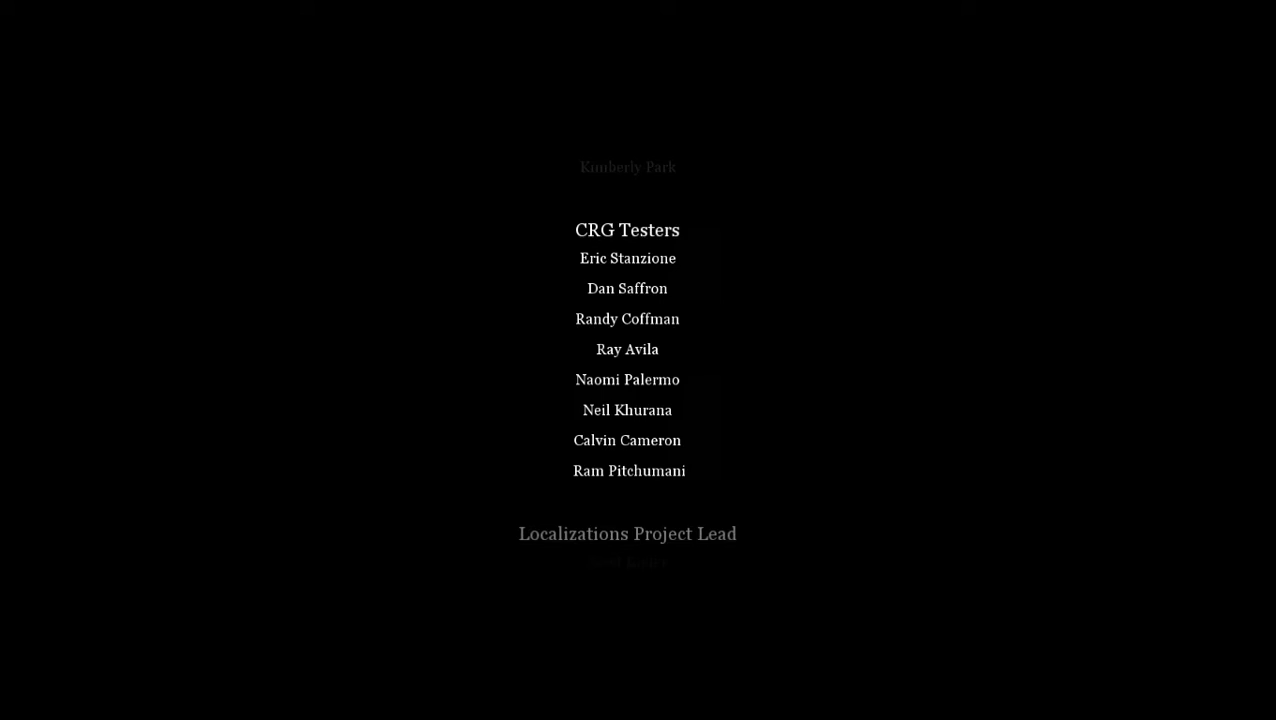 Kimberly Park
CRG Testers
Eric Stanzione
Dan Saffron
Randy Coffman
Ray Avila
Naomi Palermo
Neil Khurana
Calvin Cameron
Ram Pitchumani
Localizations Project Lead